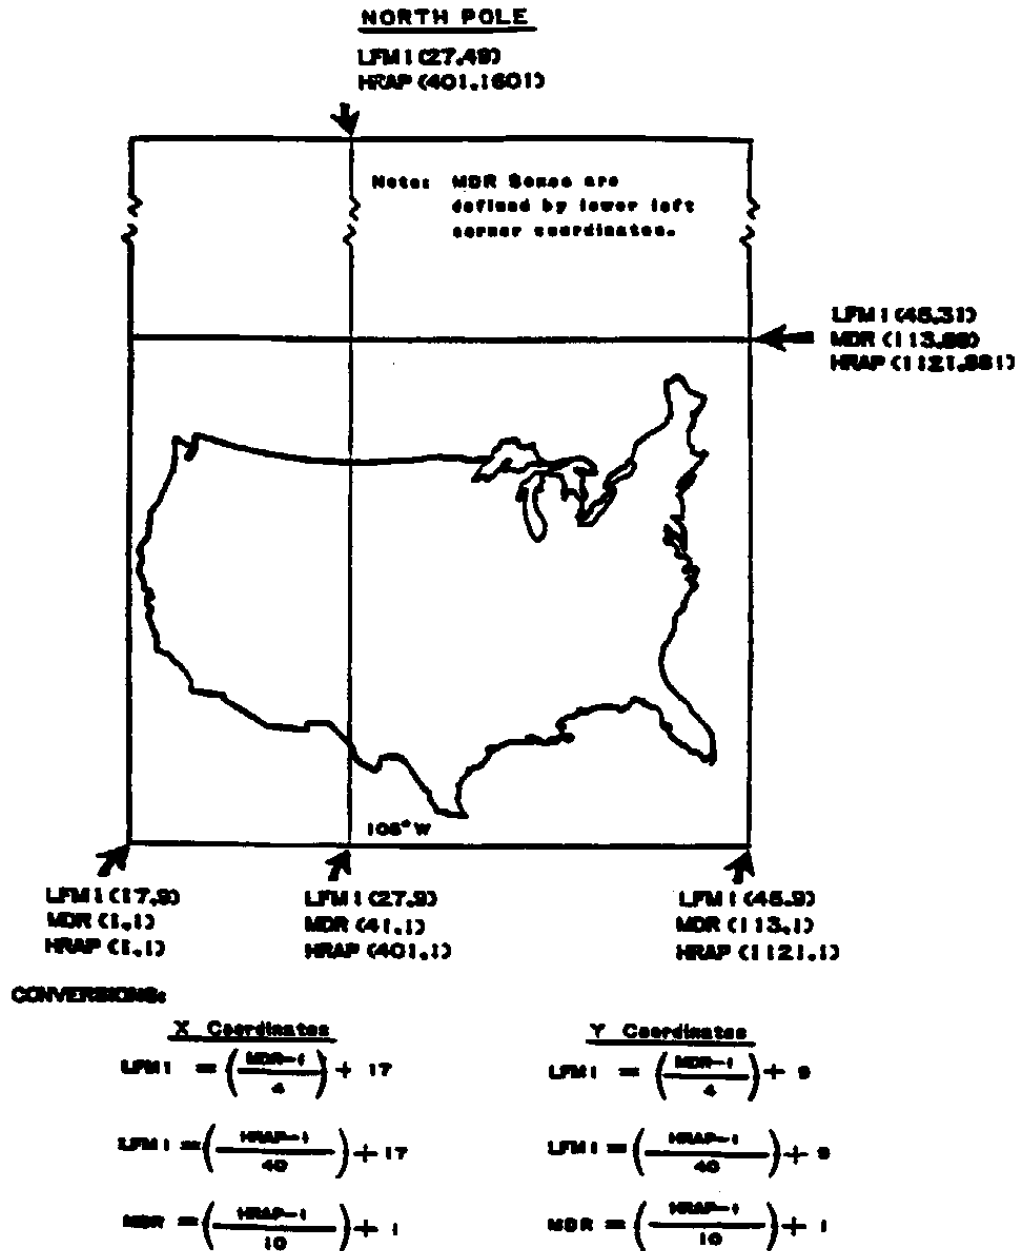 NORTH POLE
LFM I (27,49)
HRAP (401,1601)
Note: MDR Boxes are
defined by lower left
corner coordinates.
LFM I (45,31)
MDR (113,89)
HRAP (1121,881)
105° W
LFM I (17,9)
MDR (1,1)
HRAP (1,1)
LFM I (27,9)
MDR (41,1)
HRAP (401,1)
LFM I (45,9)
MDR (113,1)
HRAP (1121,1)
CONVERSIONS:
X Coordinates
LFM I = (MDR-1 / 4) + 17
LFM I = (HRAP-1 / 40) + 17
MDR = (HRAP-1 / 10) + 1
Y Coordinates
LFM I = (MDR-1 / 4) + 9
LFM I = (HRAP-1 / 40) + 9
MDR = (HRAP-1 / 10) + 1